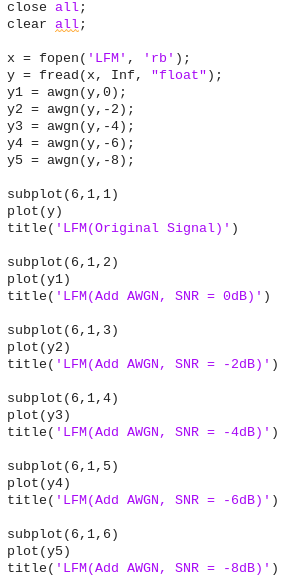 close all;
clear all;
x = fopen('LFM', 'rb');
y = fread(x, Inf, "float");
y1 = awgn(y,0);
y2 = awgn(y,-2);
y3 = awgn(y,-4);
y4 = awgn(y,-6);
y5 = awgn(y,-8);
subplot(6,1,1)
plot(y)
title('LFM(Original Signal)')
subplot(6,1,2)
plot(y1)
title('LFM(Add AWGN, SNR = 0dB)')
subplot(6,1,3)
plot(y2)
title('LFM(Add AWGN, SNR = -2dB)')
subplot(6,1,4)
plot(y3)
title('LFM(Add AWGN, SNR = -4dB)')
subplot(6,1,5)
plot(y4)
title('LFM(Add AWGN, SNR = -6dB)')
subplot(6,1,6)
plot(y5)
title('LFM(Add AWGN, SNR = -8dB)')